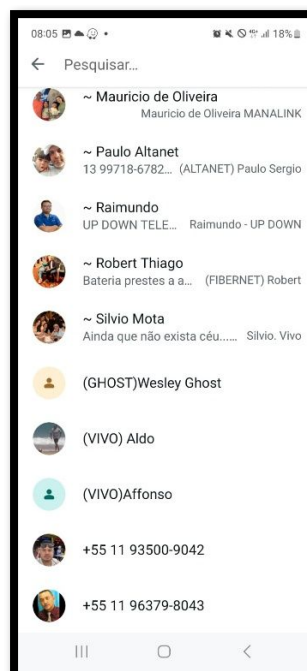 08:05
18%
Pesquisar...
~ Mauricio de Oliveira
Mauricio de Oliveira MANALINK
~ Paulo Altanet
13 99718-6782... (ALTANET) Paulo Sergio
~ Raimundo
UP DOWN TELE... Raimundo - UP DOWN
~ Robert Thiago
Bateria prestes a a... (FIBERNET) Robert
~ Silvio Mota
Ainda que não exista céu...... Silvio. Vivo
(GHOST)Wesley Ghost
(VIVO) Aldo
(VIVO)Affonso
+55 11 93500-9042
+55 11 96379-8043